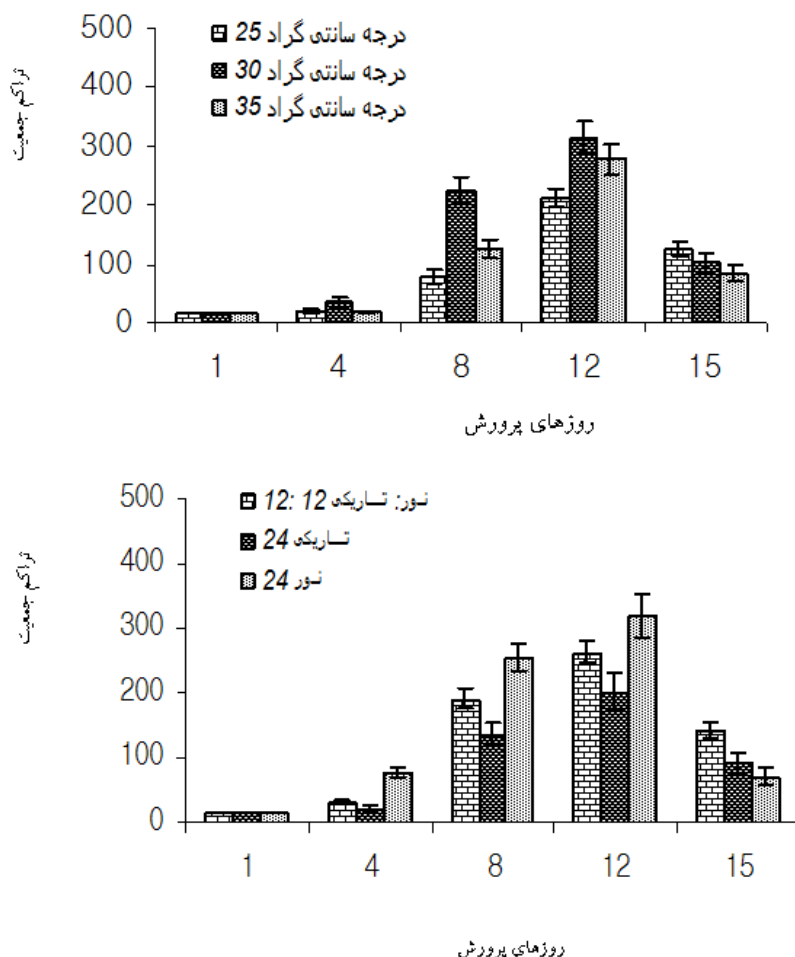 500
400
300
200
100
0
تراکم جمعیت
25 درجه سانتی گراد
30 درجه سانتی گراد
35 درجه سانتی گراد
1 4 8 12 15
روزهای پرورش
500
400
300
200
100
0
تراکم جمعیت
نور: تاریکی 12 :12
تاریکی 24
نور 24
1 4 8 12 15
روزهای پرورش